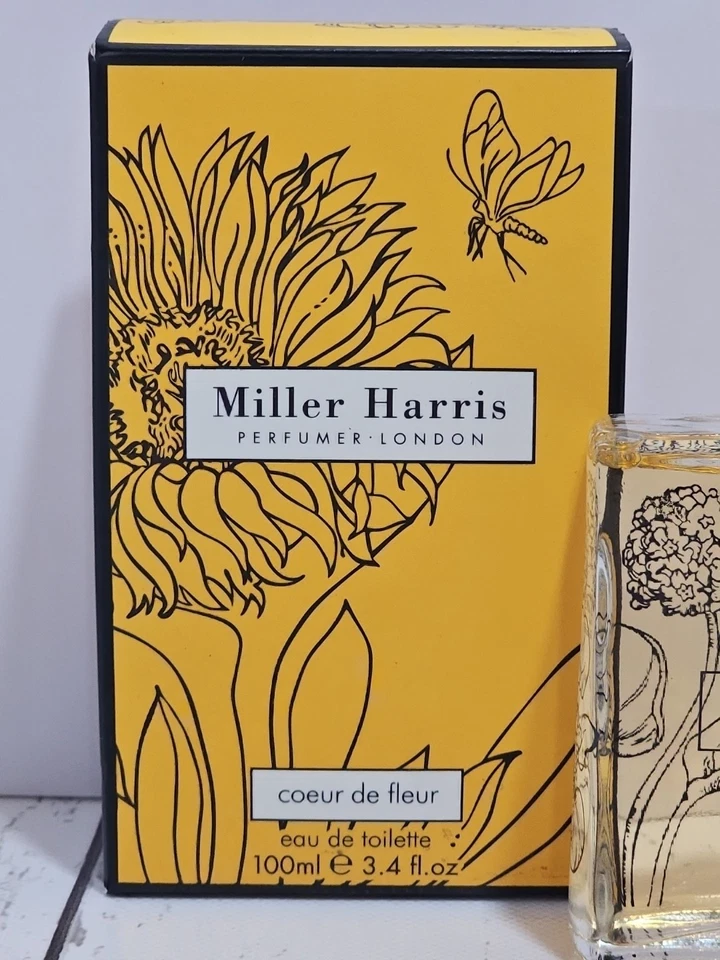 Miller Harris
PERFUMER·LONDON
coeur de fleur
eau de toilette
100ml ℮ 3.4 fl.oz